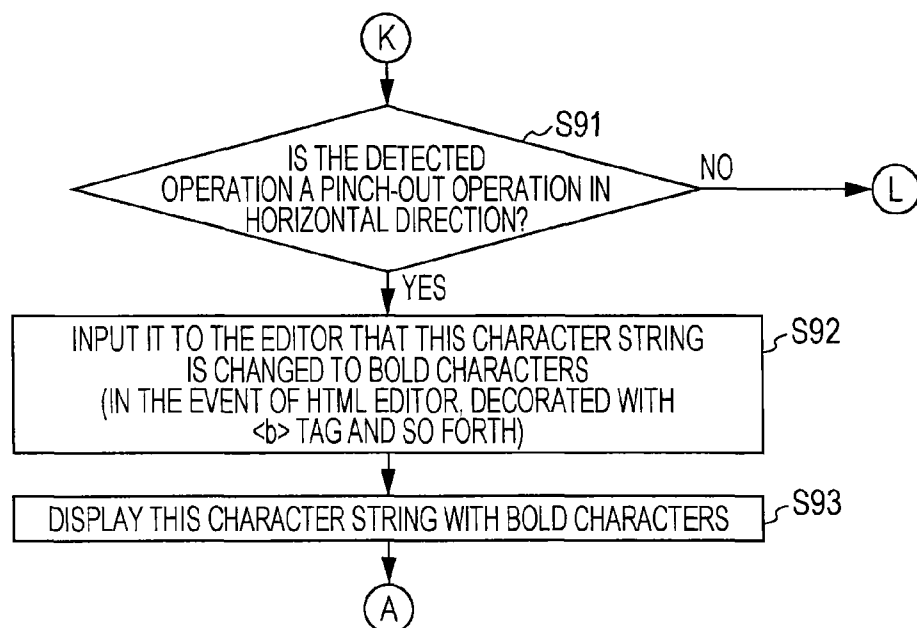 K
S91
IS THE DETECTED
OPERATION A PINCH-OUT OPERATION IN
HORIZONTAL DIRECTION?
NO
L
YES
INPUT IT TO THE EDITOR THAT THIS CHARACTER STRING
IS CHANGED TO BOLD CHARACTERS
(IN THE EVENT OF HTML EDITOR, DECORATED WITH
<b> TAG AND SO FORTH)
S92
DISPLAY THIS CHARACTER STRING WITH BOLD CHARACTERS
S93
A